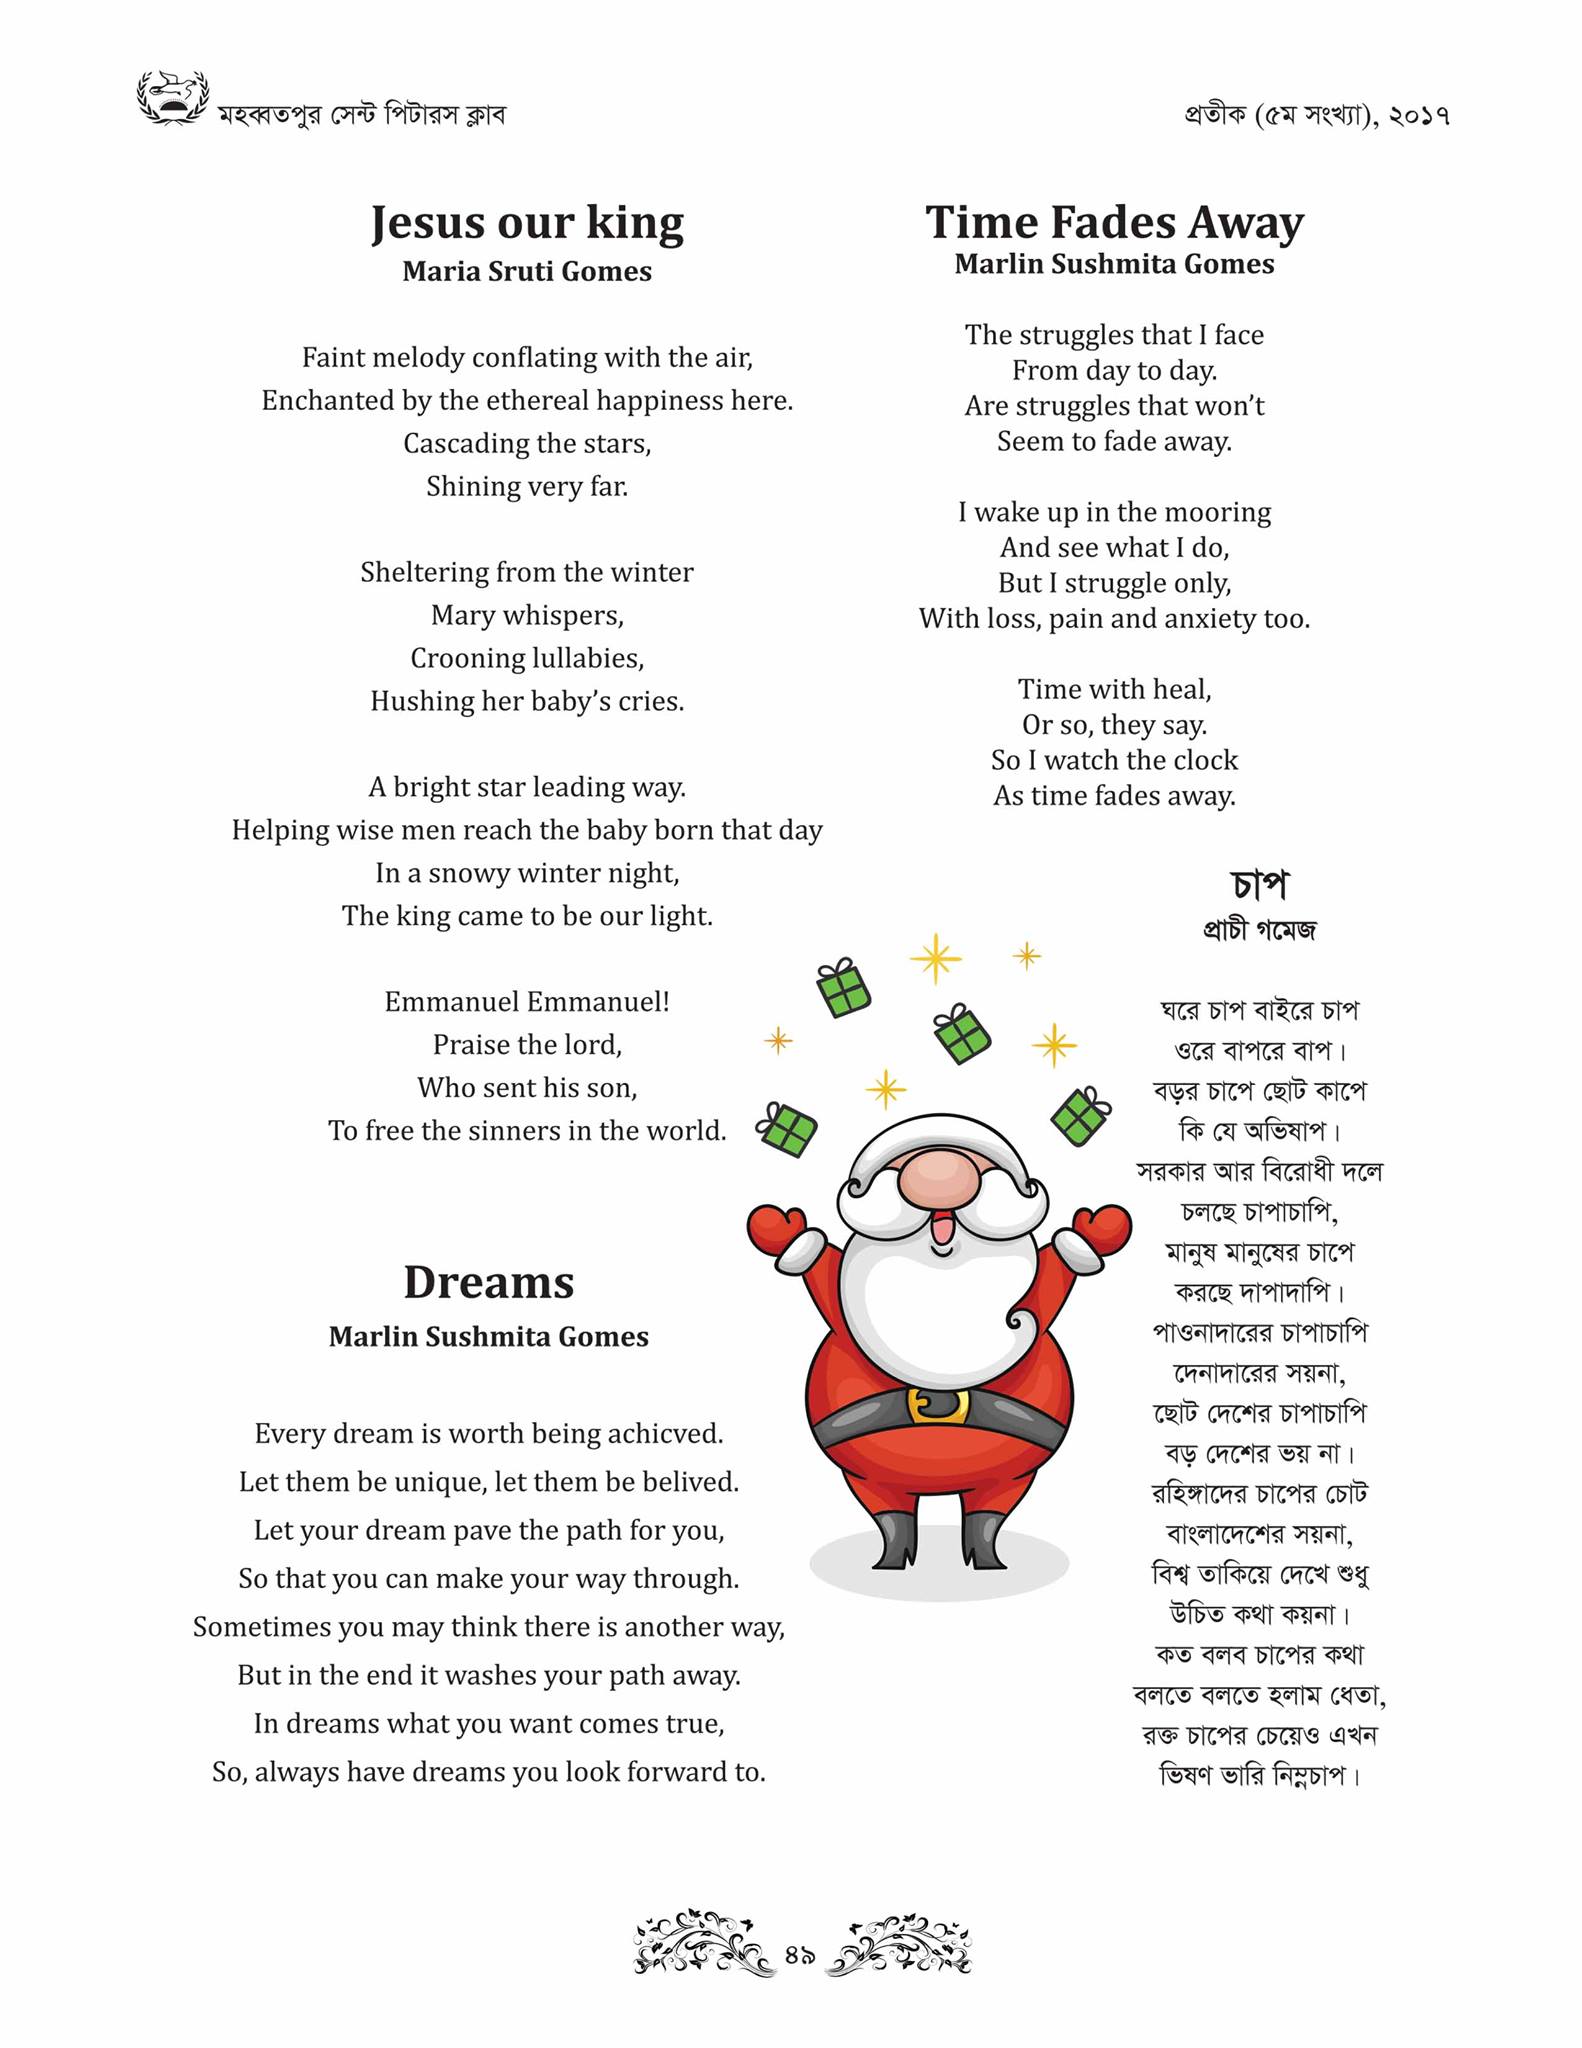 মহব্বতপুর সেন্ট পিটারস ক্লাব
প্রতীক (৫ম সংখ্যা), ২০১৭
Jesus our king
Maria Sruti Gomes
Faint melody conflating with the air,
Enchanted by the ethereal happiness here.
Cascading the stars,
Shining very far.
Sheltering from the winter
Mary whispers,
Crooning lullabies,
Hushing her baby’s cries.
A bright star leading way.
Helping wise men reach the baby born that day
In a snowy winter night,
The king came to be our light.
Emmanuel Emmanuel!
Praise the lord,
Who sent his son,
To free the sinners in the world.
Dreams
Marlin Sushmita Gomes
Every dream is worth being achicved.
Let them be unique, let them be belived.
Let your dream pave the path for you,
So that you can make your way through.
Sometimes you may think there is another way,
But in the end it washes your path away.
In dreams what you want comes true,
So, always have dreams you look forward to.
Time Fades Away
Marlin Sushmita Gomes
The struggles that I face
From day to day.
Are struggles that won’t
Seem to fade away.
I wake up in the mooring
And see what I do,
But I struggle only,
With loss, pain and anxiety too.
Time with heal,
Or so, they say.
So I watch the clock
As time fades away.
চাপ
প্রাচী গমেজ
ঘরে চাপ বাইরে চাপ
ওরে বাপরে বাপ।
বড়র চাপে ছোট কাপে
কি যে অভিষাপ।
সরকার আর বিরোধী দলে
চলছে চাপাচাপি,
মানুষ মানুষের চাপে
করছে দাপাদাপি।
পাওনাদারের চাপাচাপি
দেনাদারের সয়না,
ছোট দেশের চাপাচাপি
বড় দেশের ভয় না।
রহিঙ্গাদের চাপের চোট
বাংলাদেশের সয়না,
বিশ্ব তাকিয়ে দেখে শুধু
উচিত কথা কয়না।
কত বলব চাপের কথা
বলতে বলতে হলাম ধেতা,
রক্ত চাপের চেয়েও এখন
ভিষণ ভারি নিম্নচাপ।
৪৯